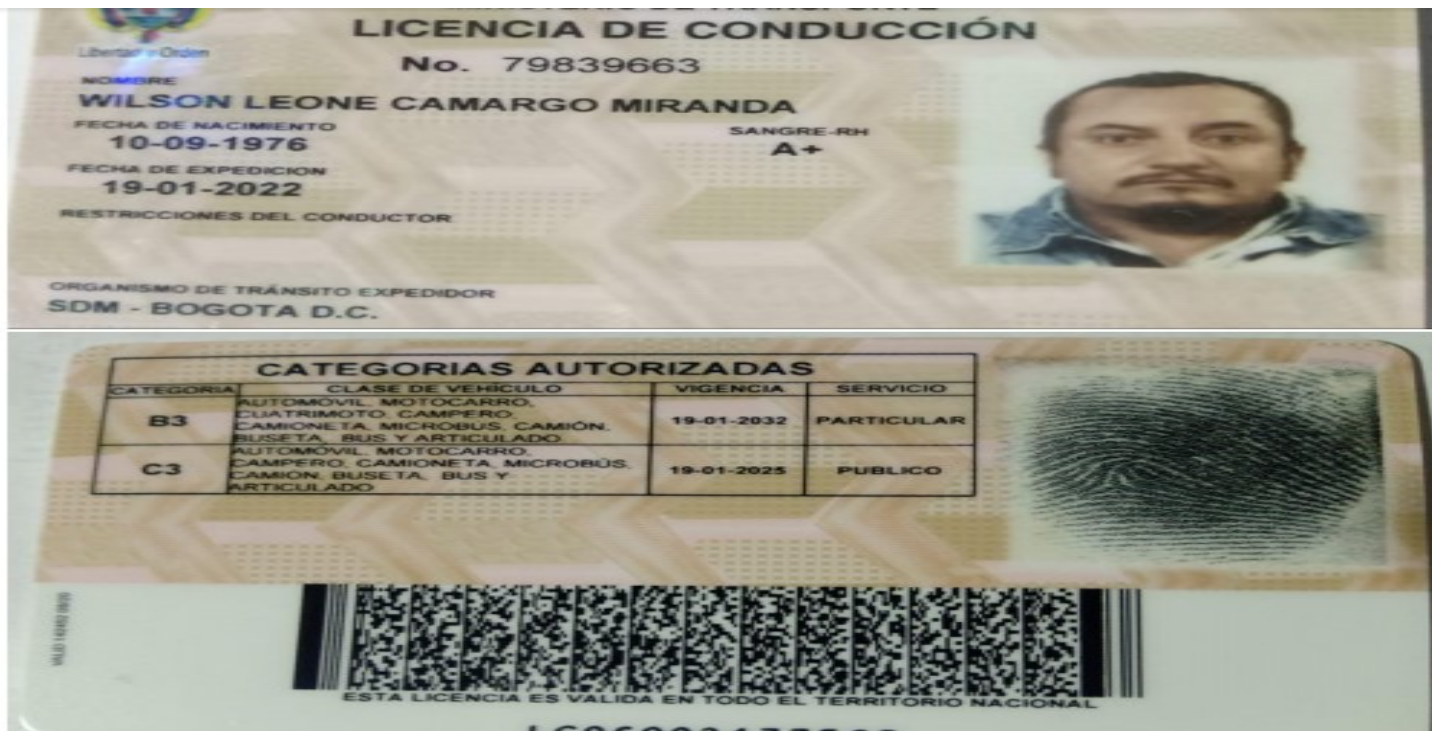 LICENCIA DE CONDUCCIÓN
Libertad y Orden
No. 79839663
NOMBRE
WILSON LEONE CAMARGO MIRANDA
FECHA DE NACIMIENTO
10-09-1976
SANGRE-RH
A+
FECHA DE EXPEDICION
19-01-2022
RESTRICCIONES DEL CONDUCTOR
ORGANISMO DE TRÁNSITO EXPEDIDOR
SDM - BOGOTA D.C.
CATEGORIAS AUTORIZADAS
CATEGORIA CLASE DE VEHÍCULO VIGENCIA SERVICIO
B3
AUTOMÓVIL, MOTOCARRO,
CUATRIMOTO, CAMPERO,
CAMIONETA, MICROBUS, CAMIÓN,
BUSETA, BUS Y ARTICULADO
19-01-2032 PARTICULAR
C3
AUTOMÓVIL, MOTOCARRO,
CAMPERO, CAMIONETA, MICROBÚS,
CAMION, BUSETA, BUS Y
ARTICULADO
19-01-2025 PUBLICO
ESTA LICENCIA ES VALIDA EN TODO EL TERRITORIO NACIONAL